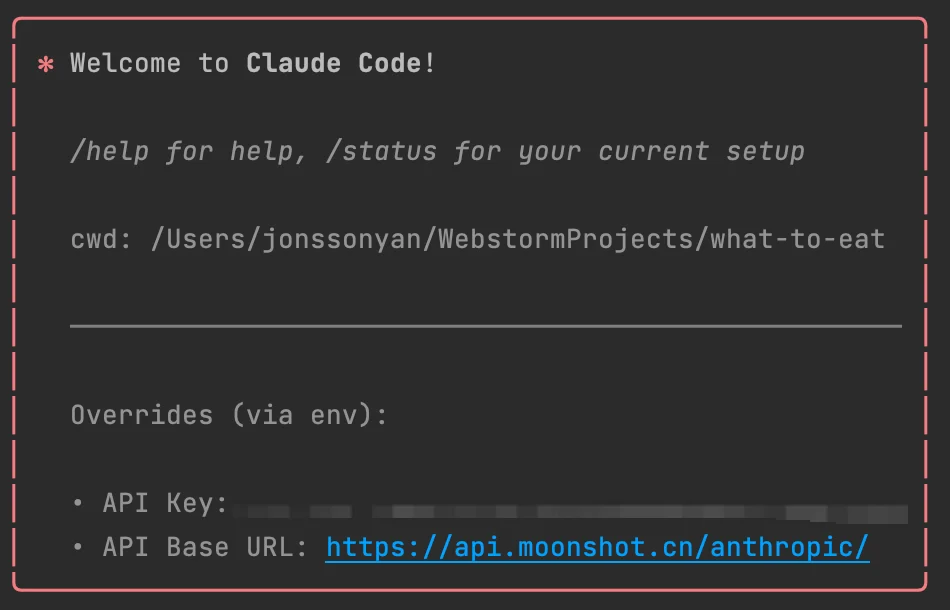 * Welcome to Claude Code!
/help for help, /status for your current setup
cwd: /Users/jonssonyan/WebstormProjects/what-to-eat
Overrides (via env):
• API Key:
• API Base URL: https://api.moonshot.cn/anthropic/